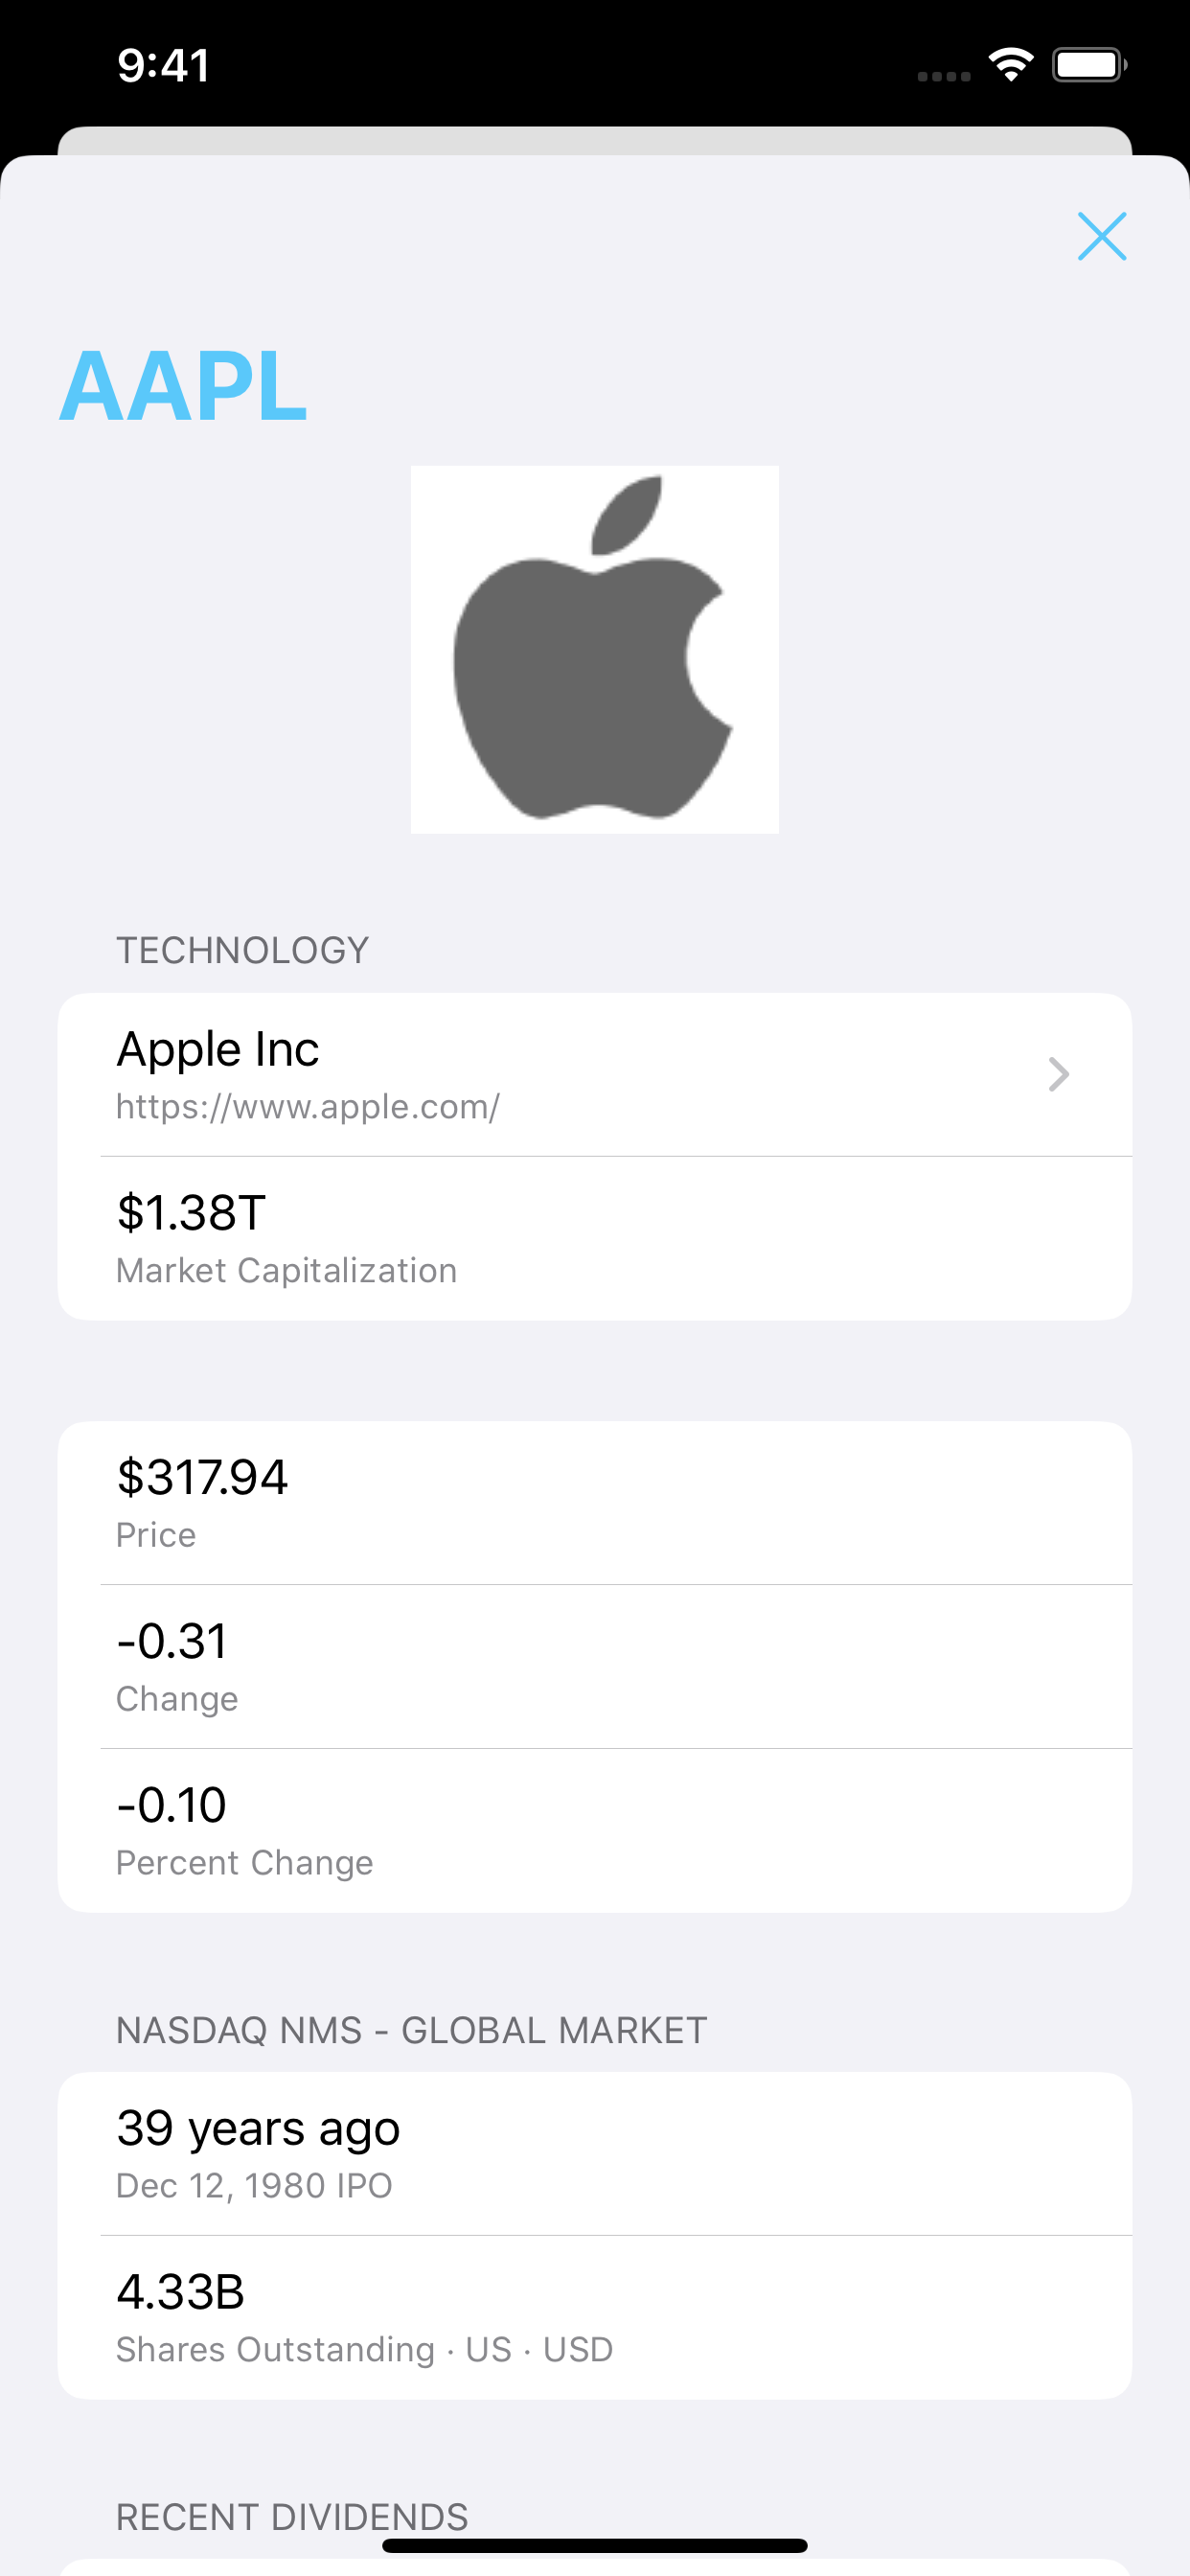 9:41
AAPL
TECHNOLOGY
Apple Inc
https://www.apple.com/
$1.38T
Market Capitalization
$317.94
Price
-0.31
Change
-0.10
Percent Change
NASDAQ NMS - GLOBAL MARKET
39 years ago
Dec 12, 1980 IPO
4.33B
Shares Outstanding · US · USD
RECENT DIVIDENDS